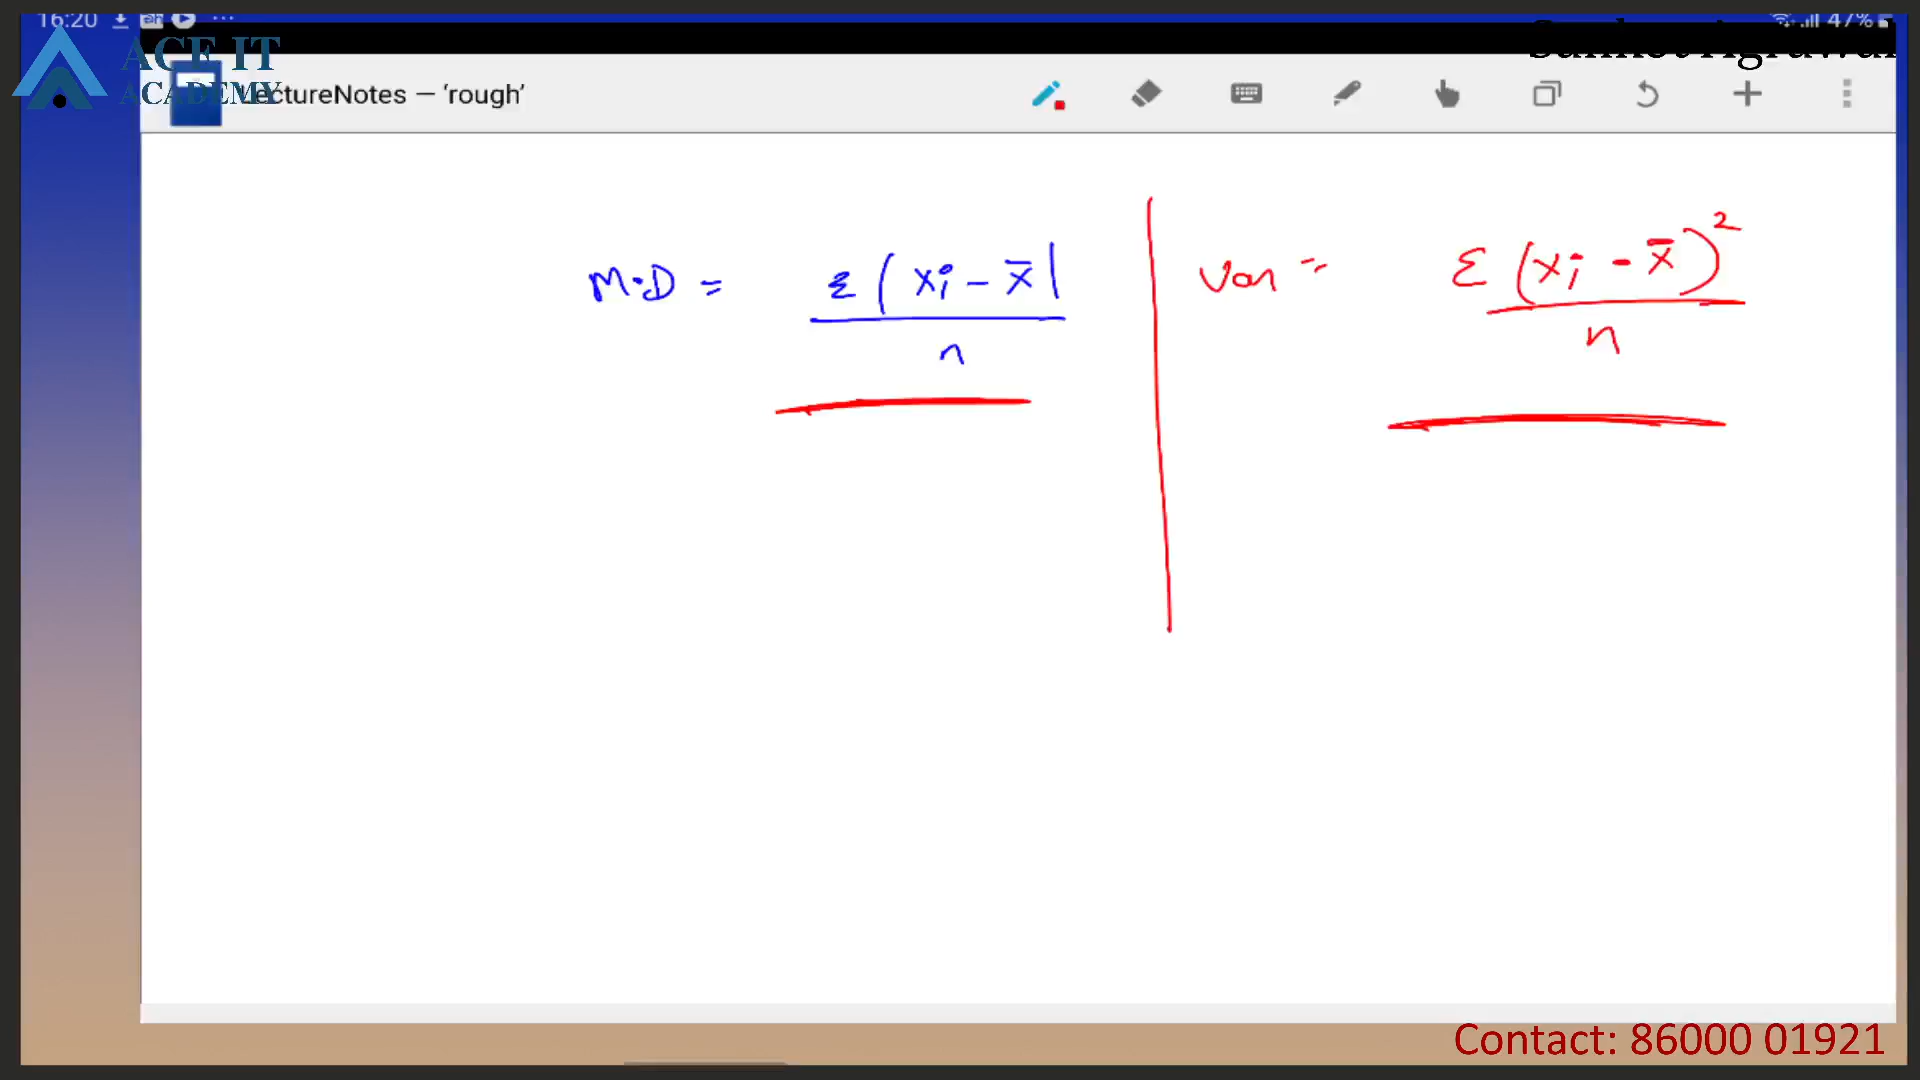 16:20 47%
ACE IT
ACADEMY
LectureNotes — ‘rough’
M.D = Σ|xi - x̄| / n
Var = Σ(xi - x̄)² / n
Contact: 86000 01921